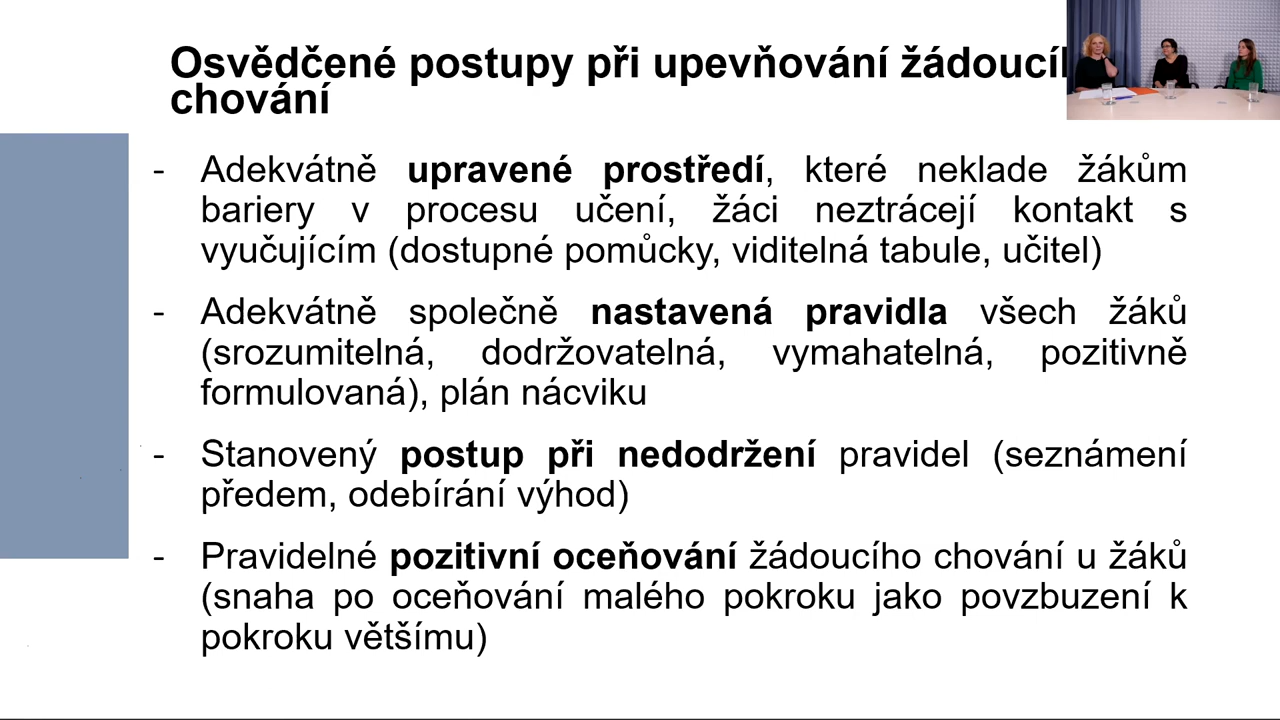 Osvědčené postupy při upevňování
chování
- Adekvátně upravené prostředí, které neklade žákům
bariery v procesu učení, žáci neztrácejí kontakt s
vyučujícím (dostupné pomůcky, viditelná tabule, učitel)
- Adekvátně společně nastavená pravidla všech žáků
(srozumitelná, dodržovatelná, vymahatelná, pozitivně
formulovaná), plán nácviku
- Stanovený postup při nedodržení pravidel (seznámení
předem, odebírání výhod)
- Pravidelné pozitivní oceňování žádoucího chování u žáků
(snaha po oceňování malého pokroku jako povzbuzení k
pokroku většímu)